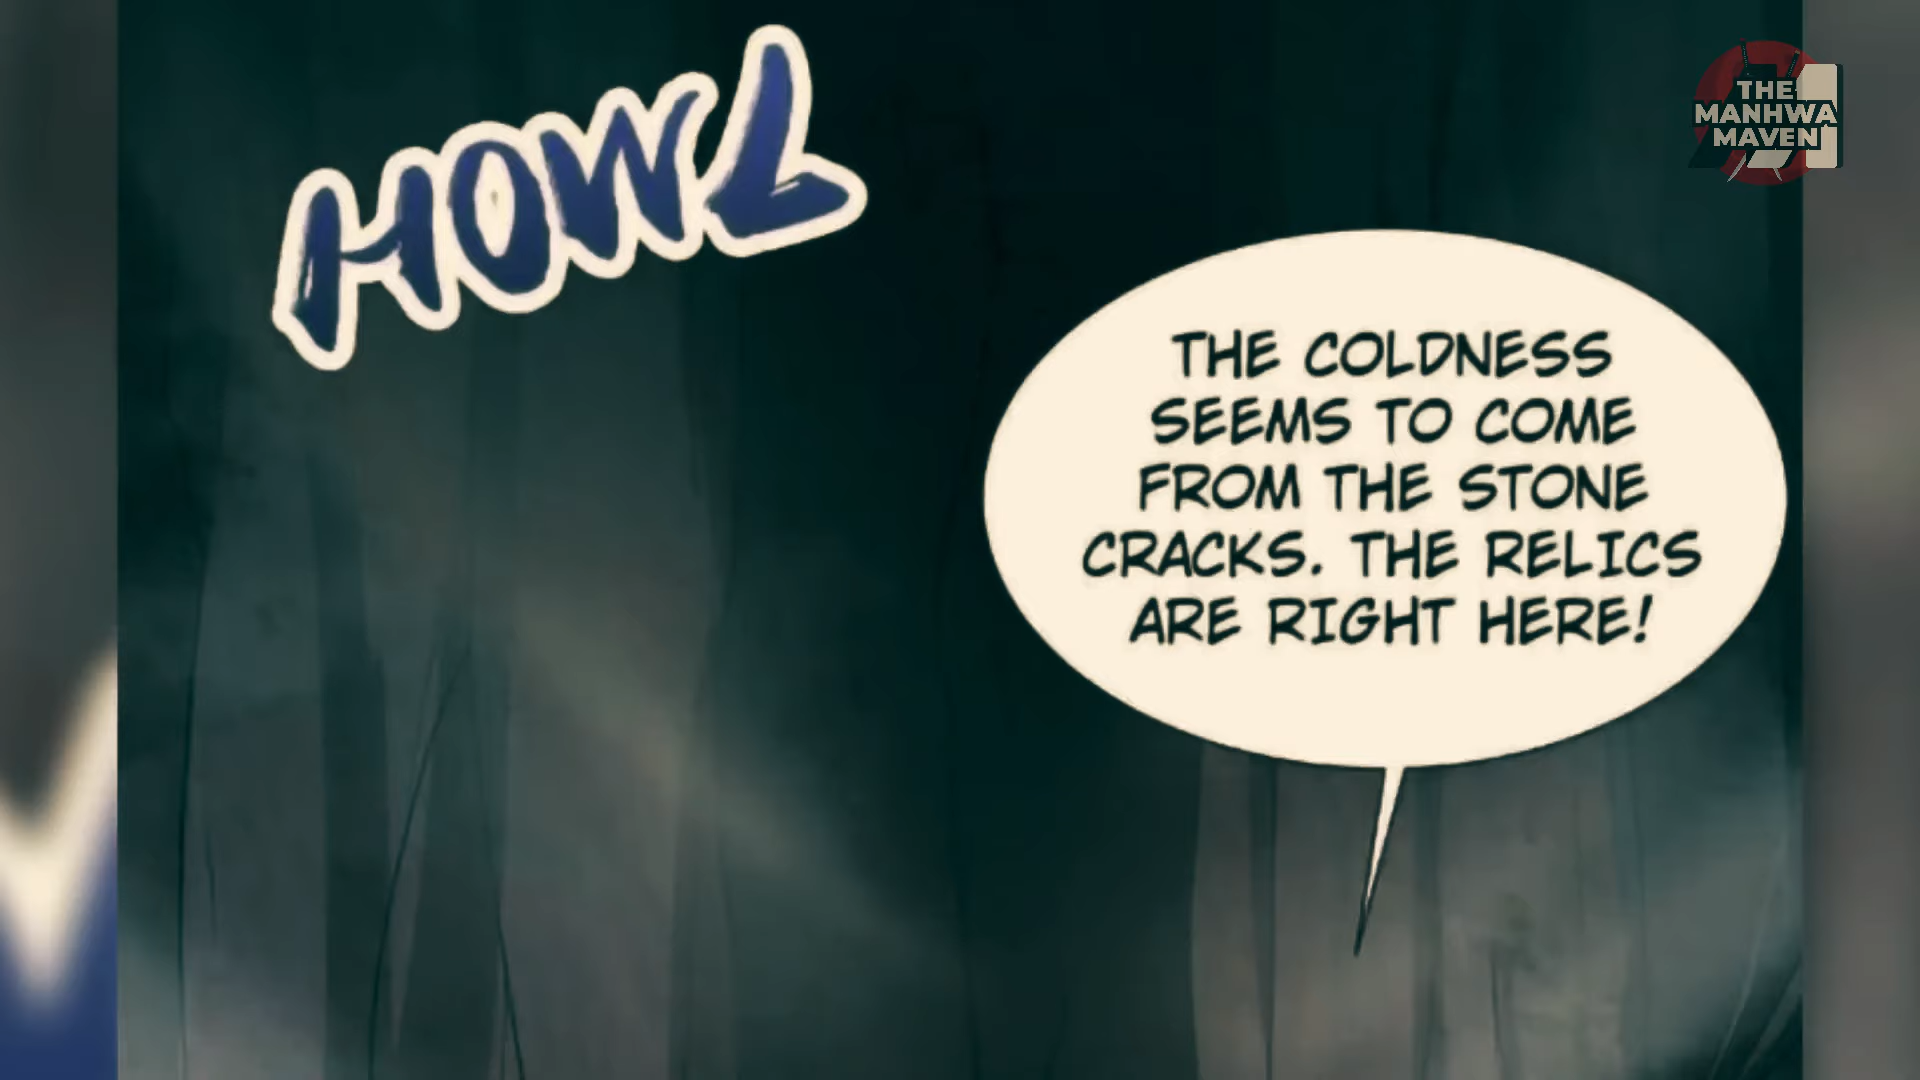 HOWL
THE MANHWA MAVEN
THE COLDNESS
SEEMS TO COME
FROM THE STONE
CRACKS. THE RELICS
ARE RIGHT HERE!